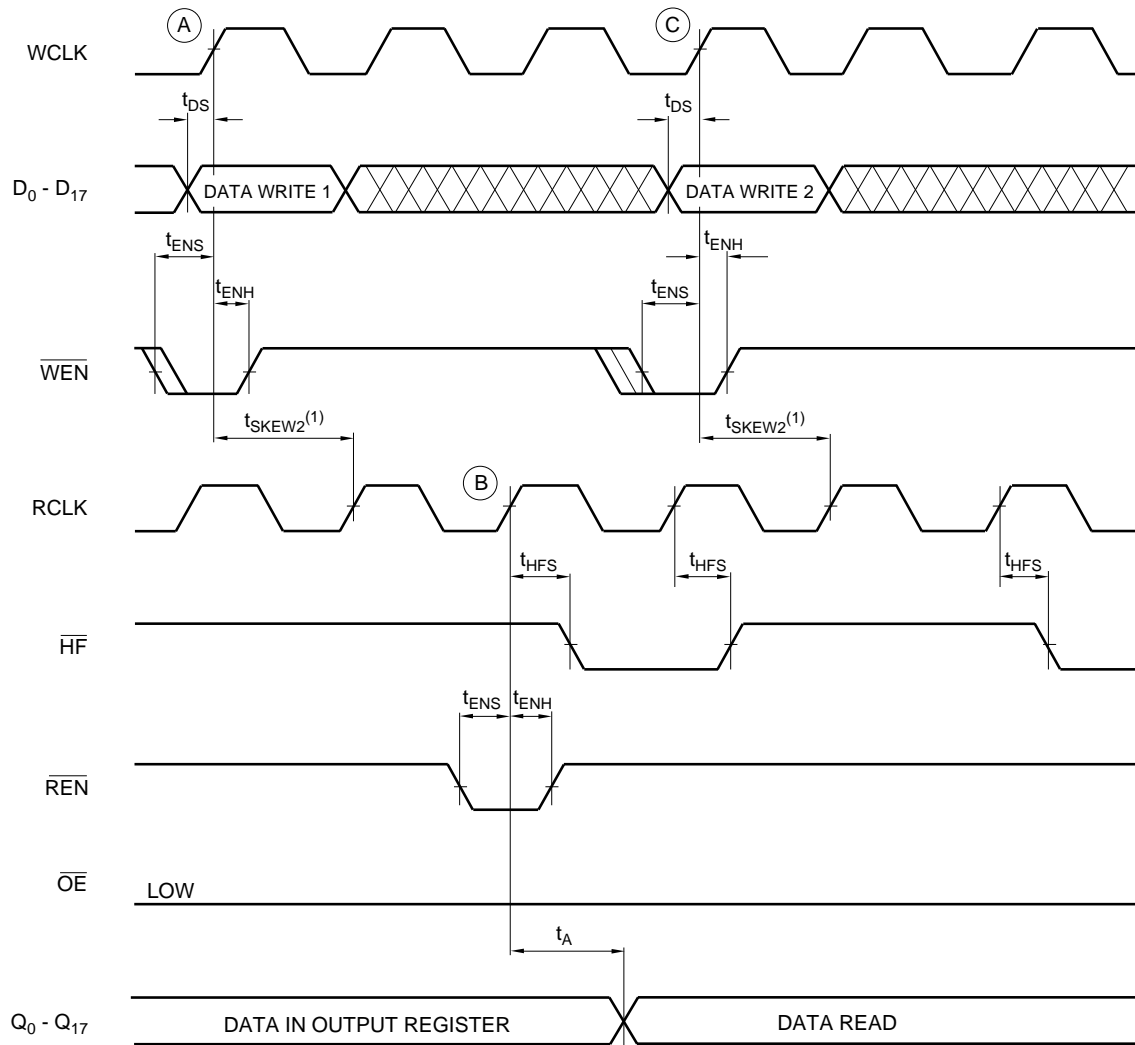 A C
WCLK
tDS tDS
D0 - D17 DATA WRITE 1 DATA WRITE 2
tENS tENH
tENH tENS
WEN
tSKEW2(1) tSKEW2(1)
B
RCLK
tHFS tHFS tHFS
HF
tENS tENH
REN
OE LOW
tA
Q0 - Q17 DATA IN OUTPUT REGISTER DATA READ